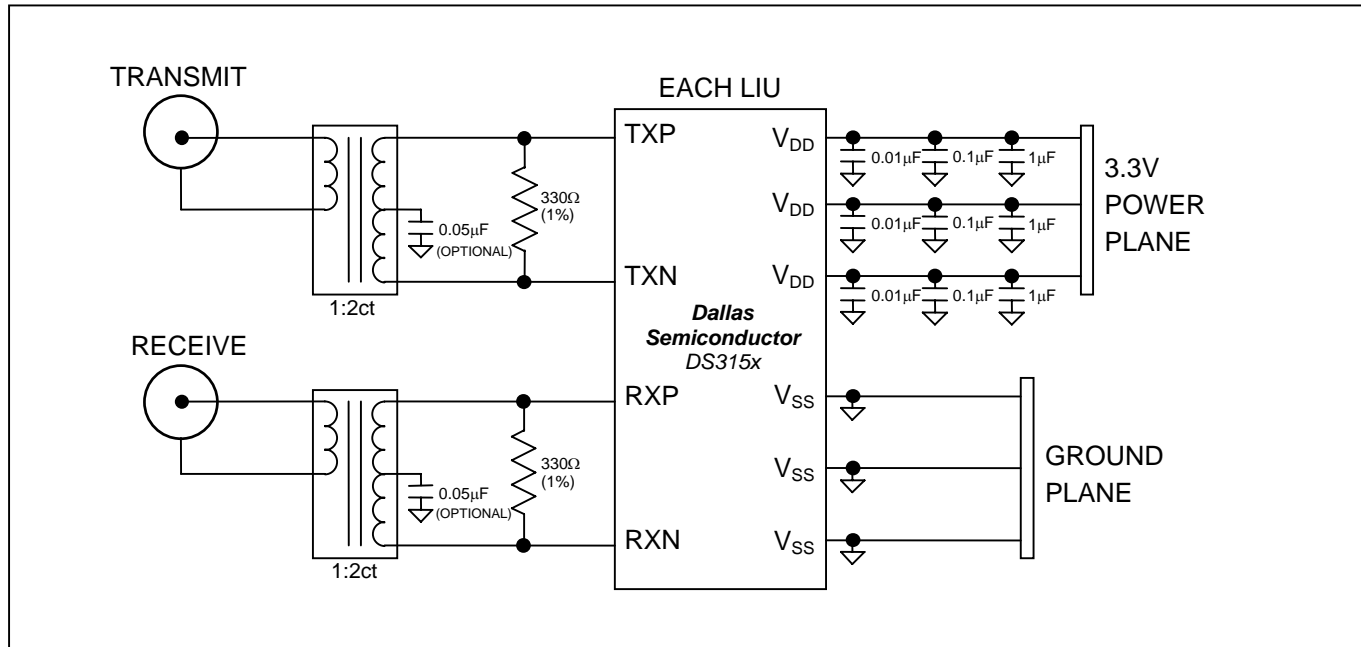 TRANSMIT
EACH LIU
TXP
330Ω
(1%)
0.05μF
(OPTIONAL)
TXN
1:2ct
RECEIVE
RXP
330Ω
(1%)
0.05μF
(OPTIONAL)
RXN
1:2ct
Dallas
Semiconductor
DS315x
VDD
0.01μF 0.1μF 1μF
VDD
0.01μF 0.1μF 1μF
VDD
0.01μF 0.1μF 1μF
3.3V
POWER
PLANE
VSS
VSS
VSS
GROUND
PLANE